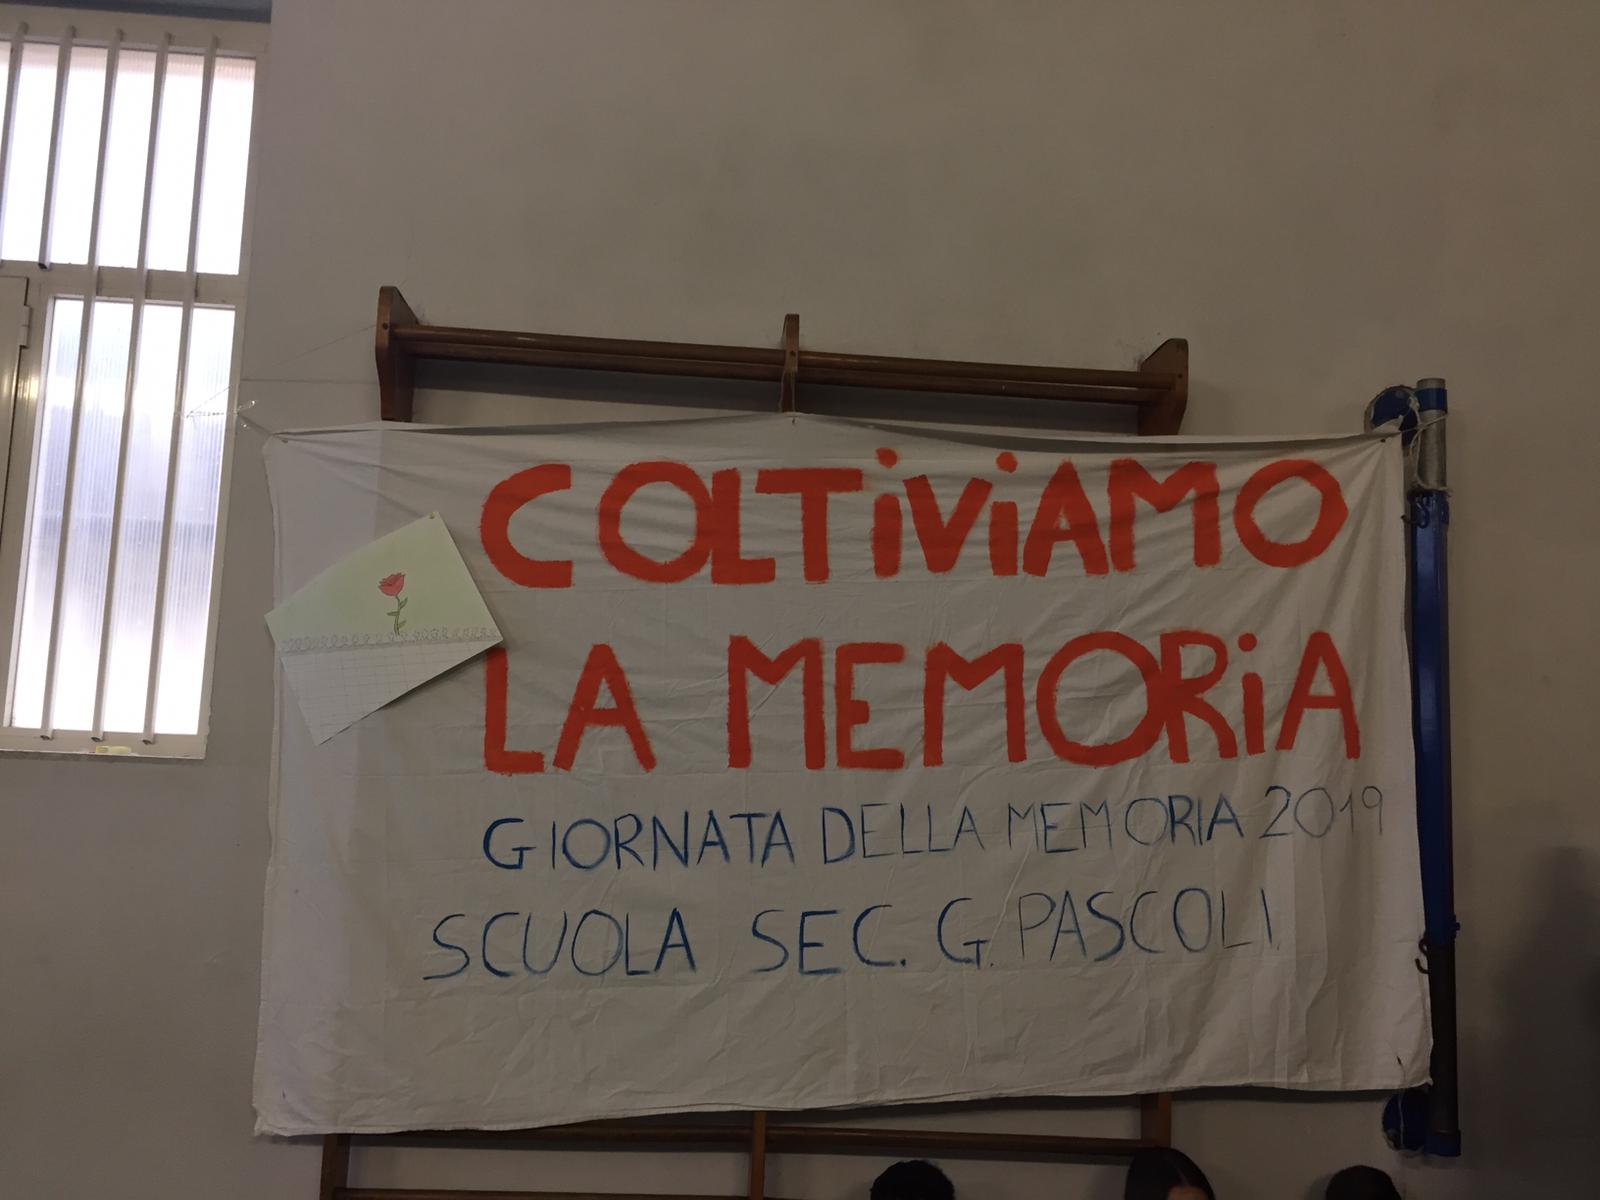 COLTiViAMO
LA MEMORiA
GIORNATA DELLA MEMORIA 2019
SCUOLA SEC. G. PASCOLI